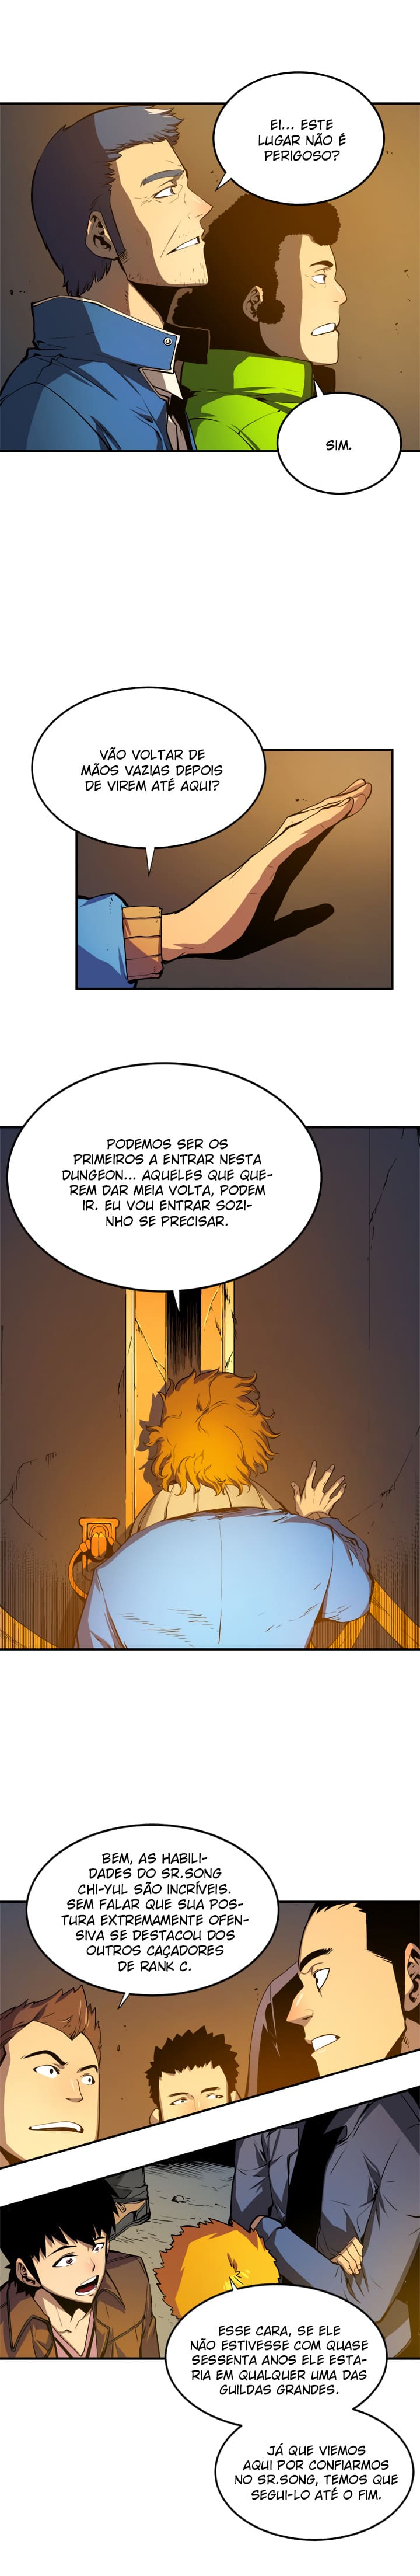 EI... ESTE
LUGAR NÃO É
PERIGOSO?
SIM.
VÃO VOLTAR DE
MÃOS VAZIAS DEPOIS
DE VIREM ATÉ AQUI?
PODEMOS SER OS
PRIMEIROS A ENTRAR NESTA
DUNGEON... AQUELES QUE QUE-
REM DAR MEIA VOLTA, PODEM
IR. EU VOU ENTRAR SOZI-
NHO SE PRECISAR.
BEM, AS HABILI-
DADES DO SR.SONG
CHI-YUL SÃO INCRÍVEIS.
SEM FALAR QUE SUA POS-
TURA EXTREMAMENTE OFEN-
SIVA SE DESTACOU DOS
OUTROS CAÇADORES
DE RANK C.
ESSE CARA, SE ELE
NÃO ESTIVESSE COM QUASE
SESSENTA ANOS ELE ESTA-
RIA EM QUALQUER UMA DAS
GUILDAS GRANDES.
JÁ QUE VIEMOS
AQUI POR CONFIARMOS
NO SR.SONG, TEMOS QUE
SEGUI-LO ATÉ O FIM.